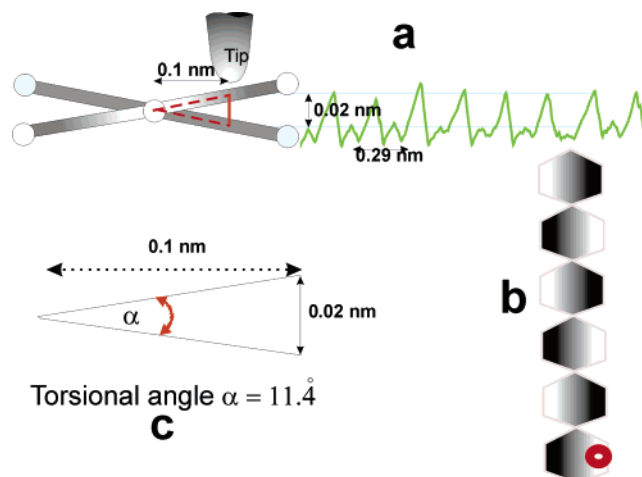 a
Tip
0.1 nm
0.02 nm
0.29 nm
b
0.1 nm
0.02 nm
α
Torsional angle α = 11.4°
c